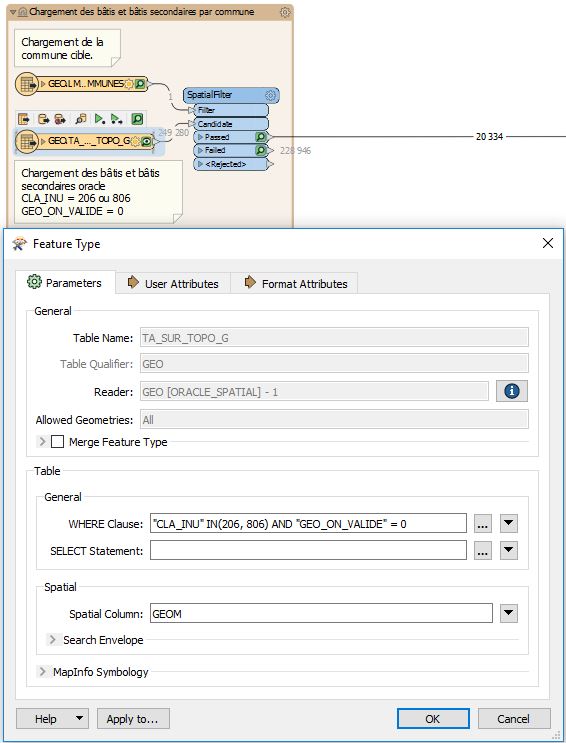 Chargement des bâtis et bâtis secondaires par commune
Chargement de la
commune cible.
GEO.LM...MMUNES
1
SpatialFilter
Filter
Candidate
GEO.TA_..._TOPO_G
249 280
Passed
20 334
Failed
228 946
<Rejected>
Chargement des bâtis et bâtis
secondaires oracle
CLA_INU = 206 ou 806
GEO_ON_VALIDE = 0
Feature Type
Parameters
User Attributes
Format Attributes
General
Table Name: TA_SUR_TOPO_G
Table Qualifier: GEO
Reader: GEO [ORACLE_SPATIAL] - 1
Allowed Geometries: All
Merge Feature Type
Table
General
WHERE Clause: "CLA_INU" IN(206, 806) AND "GEO_ON_VALIDE" = 0 ...
SELECT Statement: ...
Spatial
Spatial Column: GEOM
Search Envelope
MapInfo Symbology
Help Apply to... OK Cancel